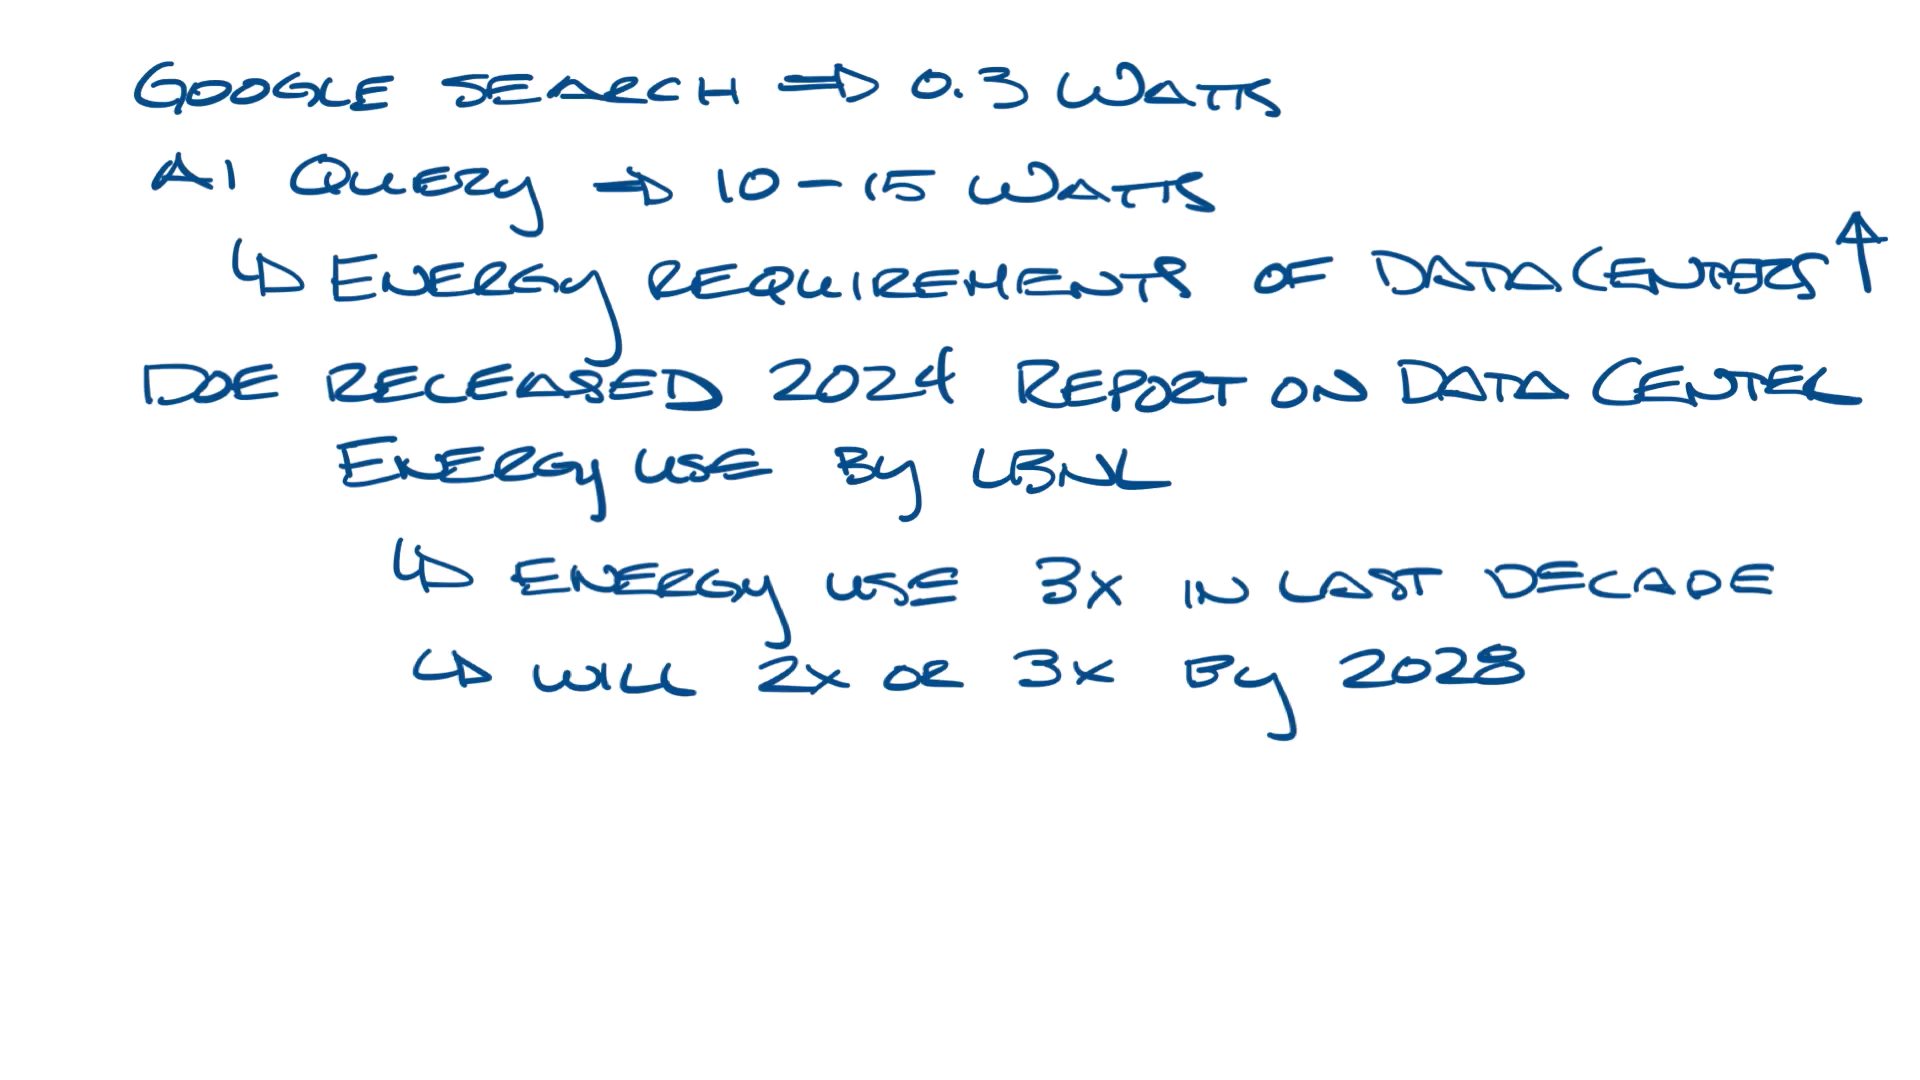 GOOGLE SEARCH ⇒ 0.3 WATTS
AI QUERY → 10-15 WATTS
↳ ENERGY REQUIREMENTS OF DATA CENTERS ↑
DOE RELEASED 2024 REPORT ON DATA CENTER
ENERGY USE BY LBNL
↳ ENERGY USE 3X IN LAST DECADE
↳ WILL 2X OR 3X BY 2028